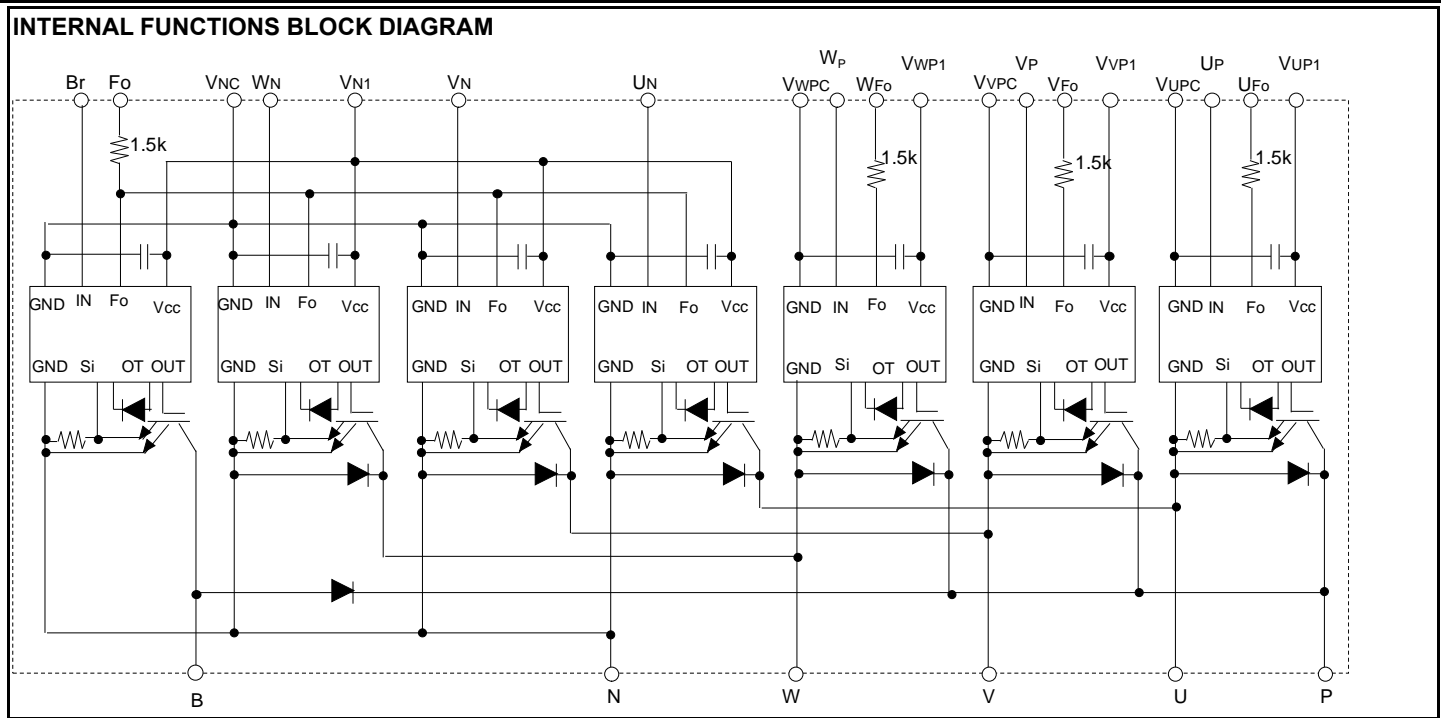 INTERNAL FUNCTIONS BLOCK DIAGRAM
Br Fo VNC WN VN1 VN UN VWPC WP WFo VWP1 VVPC VP VFo VVP1 VUPC UP UFo VUP1
1.5k 1.5k 1.5k 1.5k
GND IN Fo Vcc GND IN Fo Vcc GND IN Fo Vcc GND IN Fo Vcc GND IN Fo Vcc GND IN Fo Vcc GND IN Fo Vcc
GND Si OT OUT GND Si OT OUT GND Si OT OUT GND Si OT OUT GND Si OT OUT GND Si OT OUT GND Si OT OUT
B N W V U P